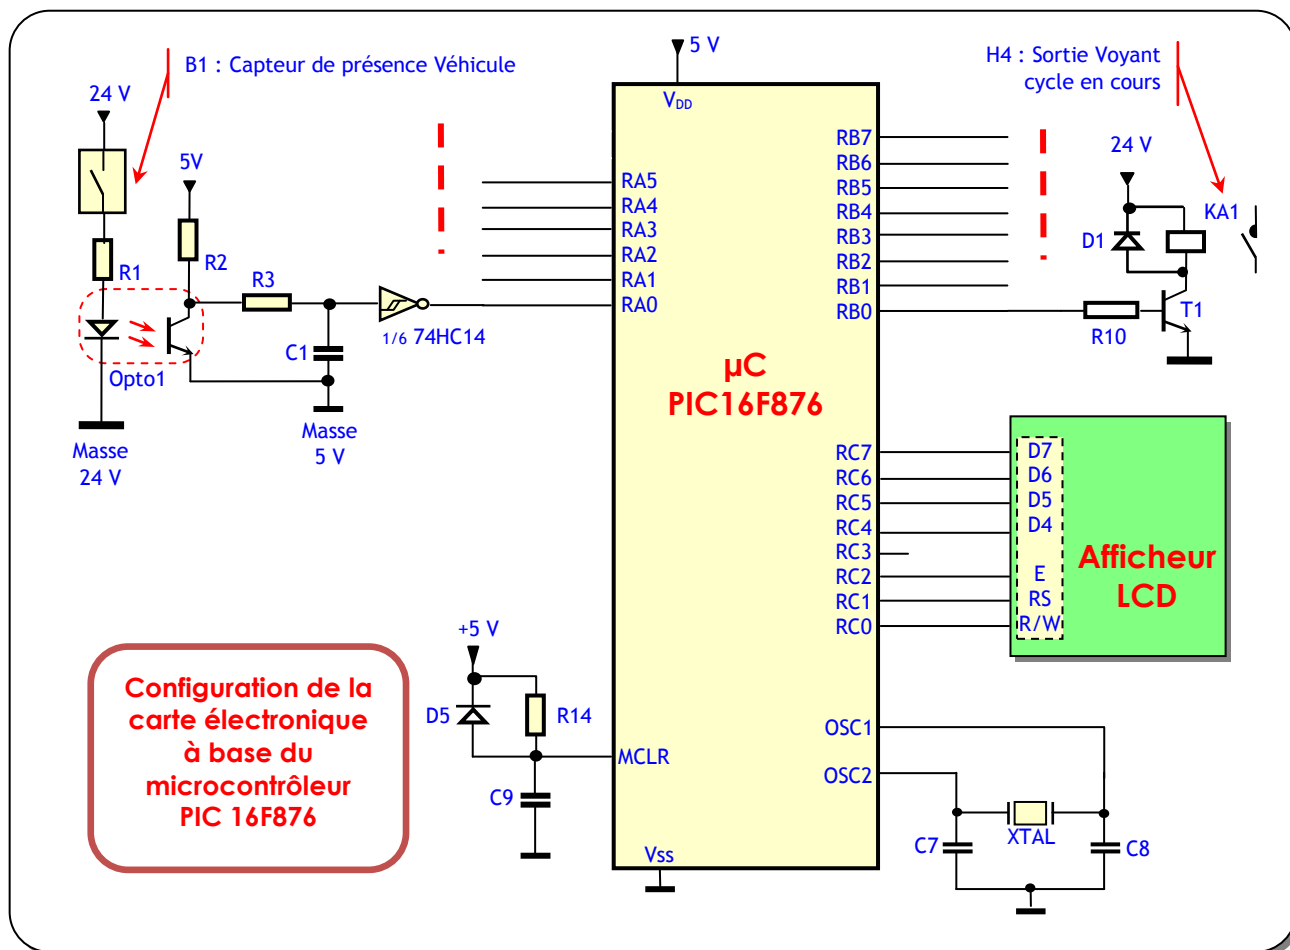 B1 : Capteur de présence Véhicule
5 V
H4 : Sortie Voyant
cycle en cours
24 V
5V
R1
R2
R3
Opto1
C1
1/6 74HC14
Masse
24 V
Masse
5 V
VDD
RA5
RA4
RA3
RA2
RA1
RA0
RB7
RB6
RB5
RB4
RB3
RB2
RB1
RB0
24 V
KA1
D1
T1
R10
µC
PIC16F876
RC7
RC6
RC5
RC4
RC3
RC2
RC1
RC0
D7
D6
D5
D4
E
RS
R/W
Afficheur
LCD
+5 V
D5
R14
MCLR
C9
Vss
OSC1
OSC2
C7
XTAL
C8
Configuration de la
carte électronique
à base du
microcontrôleur
PIC 16F876